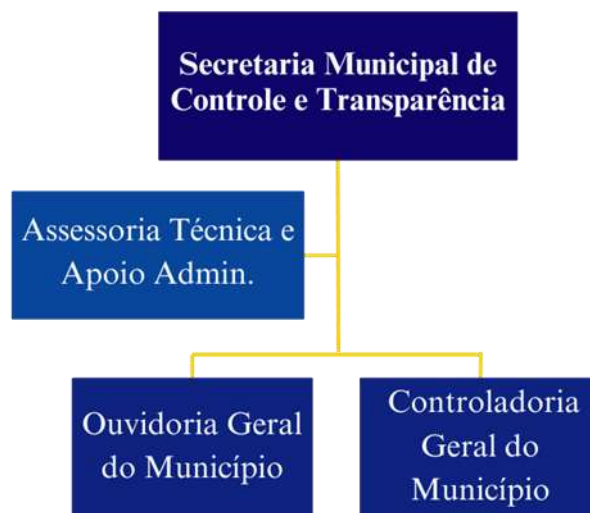 Secretaria Municipal de
Controle e Transparência
Assessoria Técnica e
Apoio Admin.
Ouvidoria Geral
do Município
Controladoria
Geral do
Município